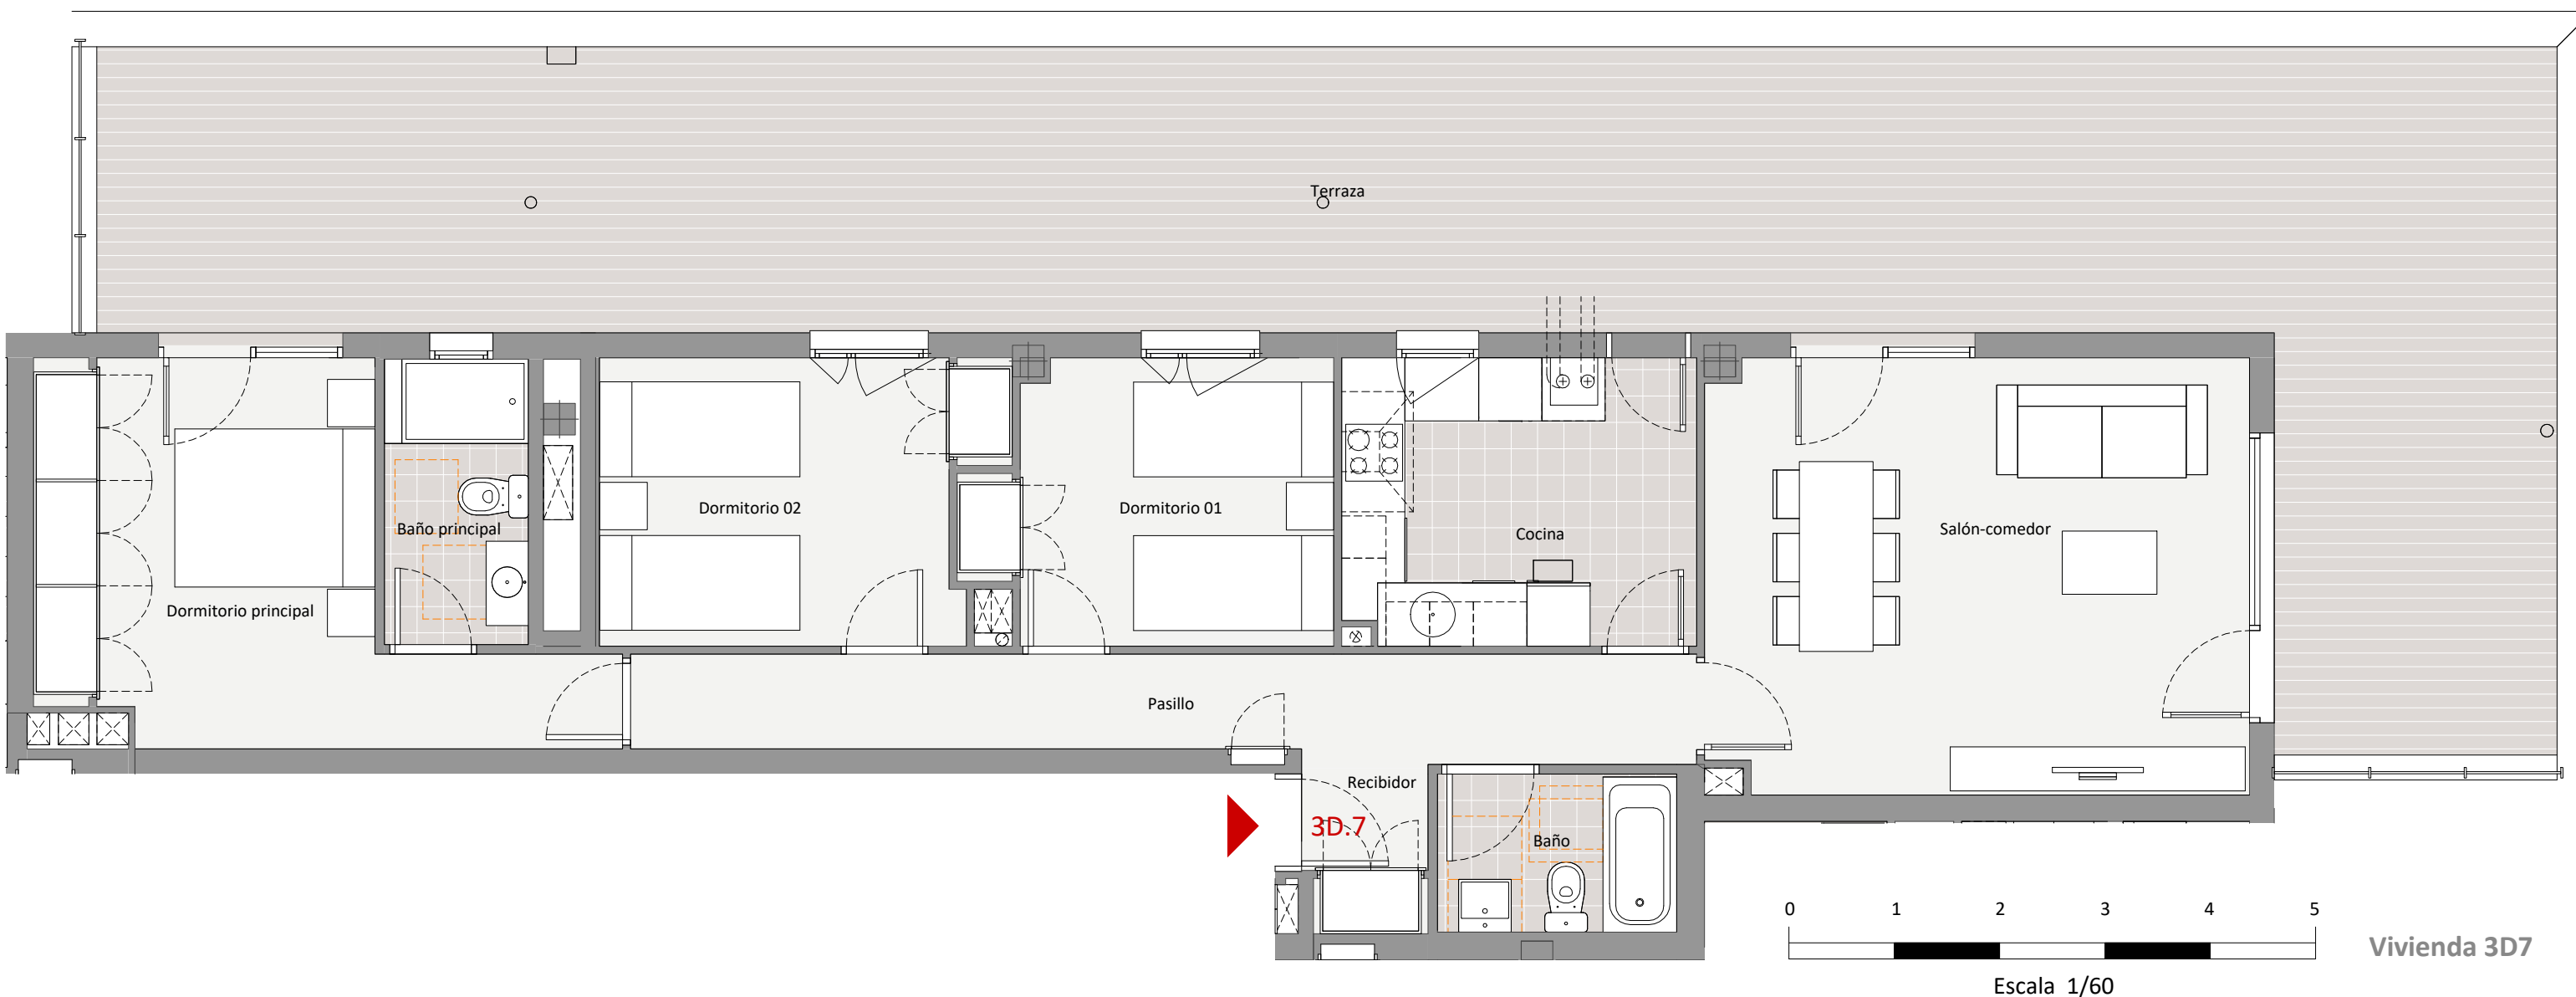 Terraza
Dormitorio 02
Dormitorio 01
Baño principal
Cocina
Salón-comedor
Dormitorio principal
Pasillo
Recibidor
3D.7
Baño
0 1 2 3 4 5
Vivienda 3D7
Escala 1/60